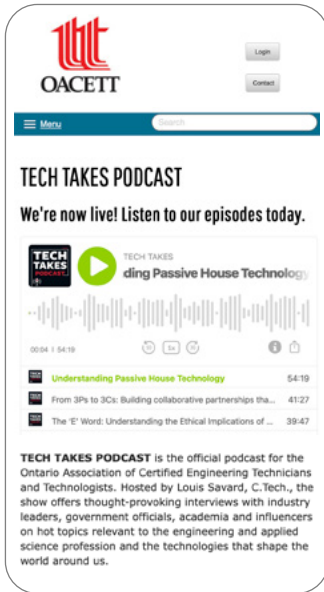 OACETT
Login
Contact
Menu
Search
TECH TAKES PODCAST
We're now live! Listen to our episodes today.
TECH TAKES PODCAST
TECH TAKES
ding Passive House Technology
00:04 | 54:19
1x
Understanding Passive House Technology 54:19
From 3Ps to 3Cs: Building collaborative partnerships tha... 41:27
The 'E' Word: Understanding the Ethical Implications of ... 39:47
TECH TAKES PODCAST is the official podcast for the
Ontario Association of Certified Engineering Technicians
and Technologists. Hosted by Louis Savard, C.Tech., the
show offers thought-provoking interviews with industry
leaders, government officials, academia and influencers
on hot topics relevant to the engineering and applied
science profession and the technologies that shape the
world around us.